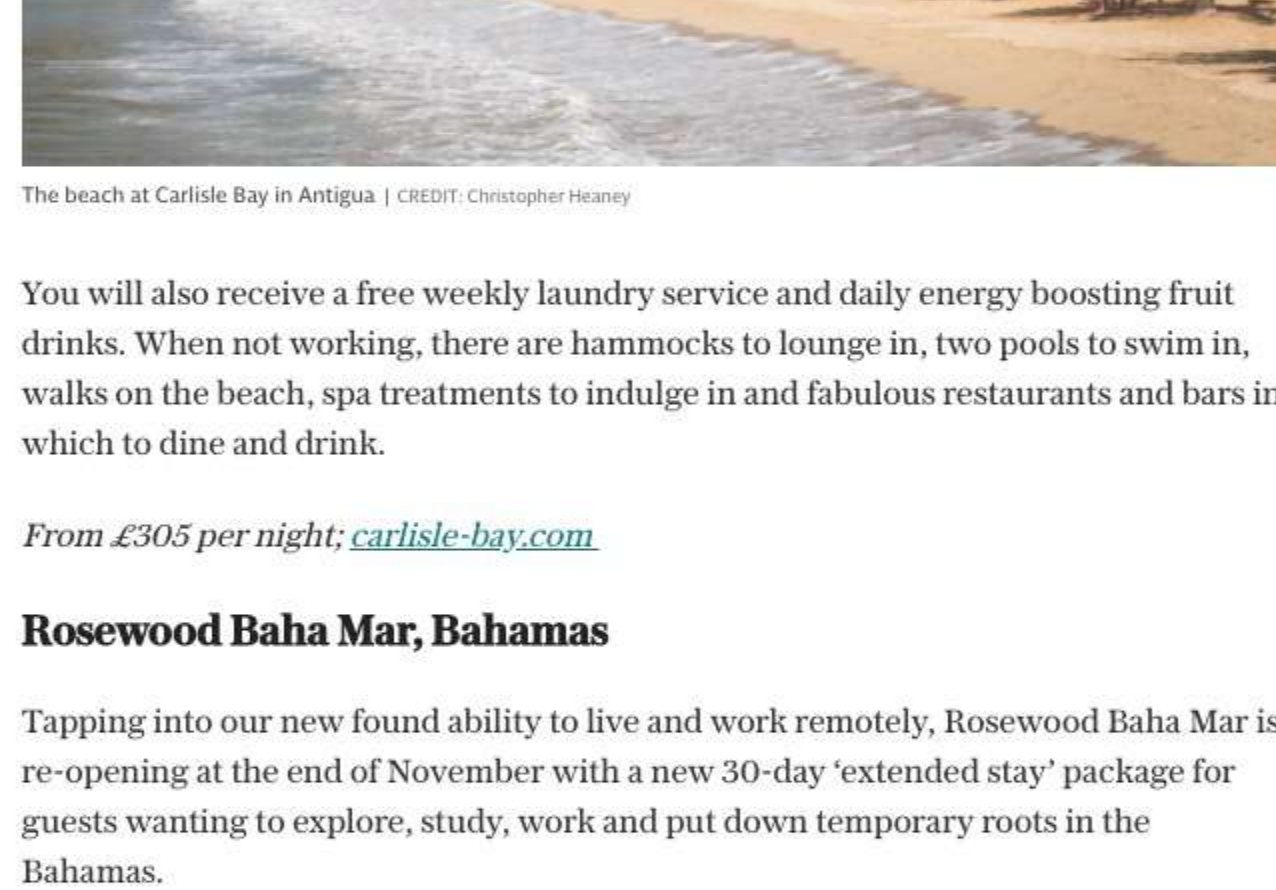 The beach at Carlisle Bay in Antigua | CREDIT: Christopher Heaney
You will also receive a free weekly laundry service and daily energy boosting fruit
drinks. When not working, there are hammocks to lounge in, two pools to swim in,
walks on the beach, spa treatments to indulge in and fabulous restaurants and bars in
which to dine and drink.
From £305 per night; carlisle-bay.com
Rosewood Baha Mar, Bahamas
Tapping into our new found ability to live and work remotely, Rosewood Baha Mar is
re-opening at the end of November with a new 30-day ‘extended stay’ package for
guests wanting to explore, study, work and put down temporary roots in the
Bahamas.